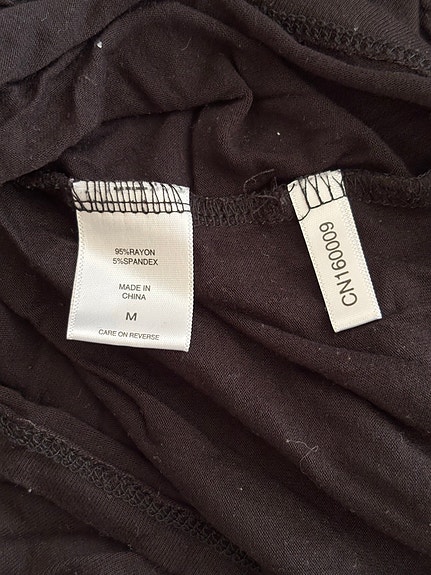 95%RAYON
5%SPANDEX
MADE IN
CHINA
M
CARE ON REVERSE
CN160009